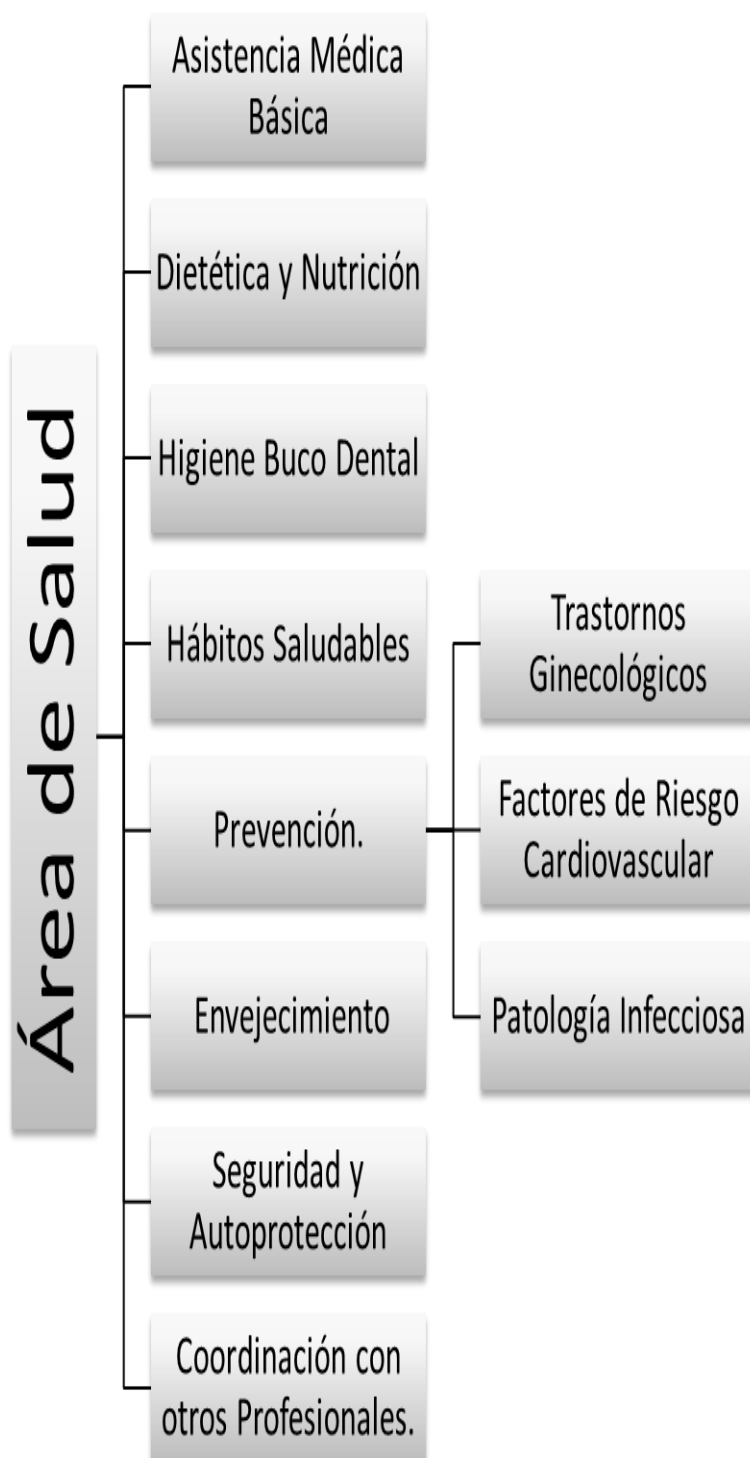 Área de Salud
Asistencia Médica
Básica
Dietética y Nutrición
Higiene Buco Dental
Hábitos Saludables
Prevención.
Trastornos
Ginecológicos
Factores de Riesgo
Cardiovascular
Patología Infecciosa
Envejecimiento
Seguridad y
Autoprotección
Coordinación con
otros Profesionales.